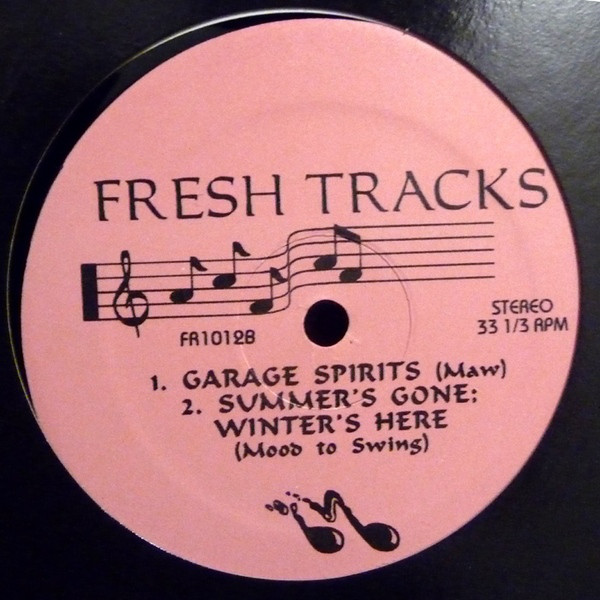 FRESH TRACKS
STEREO
33 1/3 RPM
FR1012B
1. GARAGE SPIRITS (Maw)
2. SUMMER'S GONE:
WINTER'S HERE
(Mood to Swing)